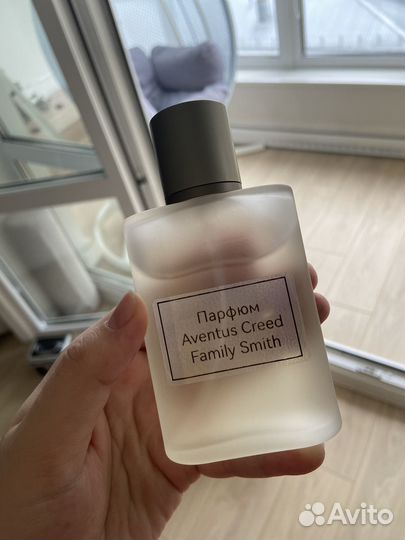 Парфюм
Aventus Creed
Family Smith
Avito